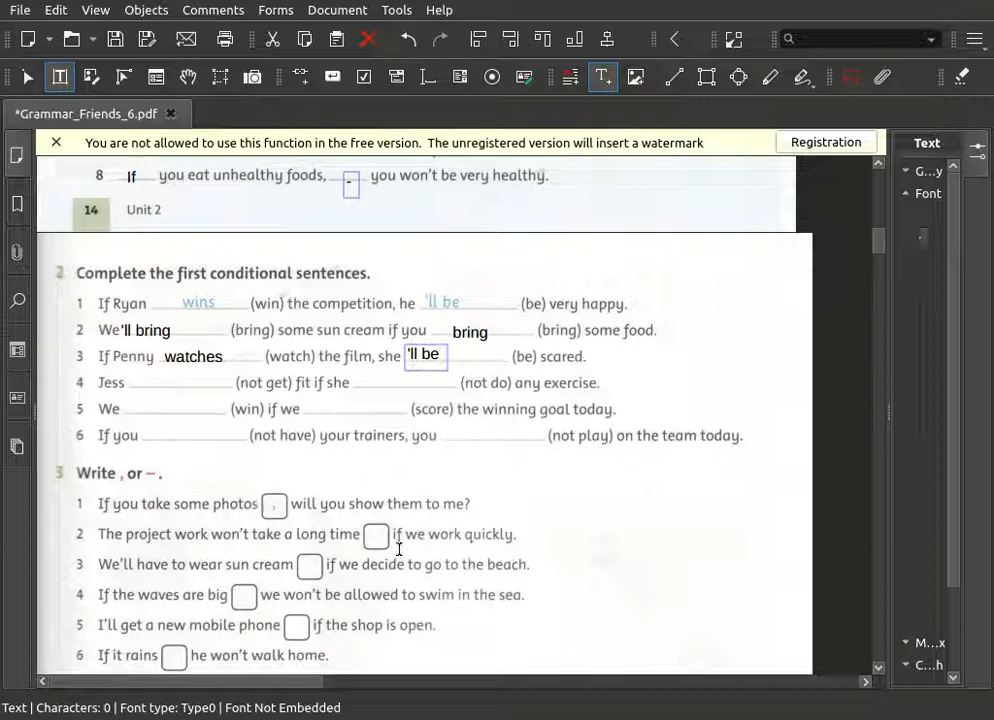 File Edit View Objects Comments Forms Document Tools Help
*Grammar_Friends_6.pdf
You are not allowed to use this function in the free version. The unregistered version will insert a watermark Registration
Text
G...y
Font
8 If you eat unhealthy foods, - you won't be very healthy.
14 Unit 2
2 Complete the first conditional sentences.
1 If Ryan wins (win) the competition, he 'll be (be) very happy.
2 We 'll bring (bring) some sun cream if you bring (bring) some food.
3 If Penny watches (watch) the film, she 'll be (be) scared.
4 Jess (not get) fit if she (not do) any exercise.
5 We (win) if we (score) the winning goal today.
6 If you (not have) your trainers, you (not play) on the team today.
3 Write , or – .
1 If you take some photos , will you show them to me?
2 The project work won't take a long time if we work quickly.
3 We'll have to wear sun cream if we decide to go to the beach.
4 If the waves are big we won't be allowed to swim in the sea.
5 I'll get a new mobile phone if the shop is open.
6 If it rains he won't walk home.
M...x
C...h
Text | Characters: 0 | Font type: Type0 | Font Not Embedded